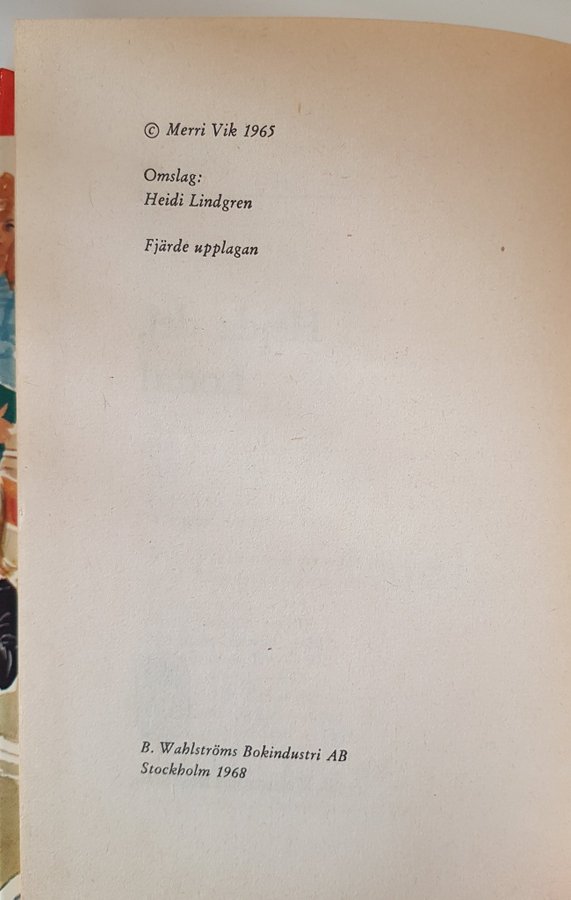 © Merri Vik 1965
Omslag:
Heidi Lindgren
Fjärde upplagan
B. Wahlströms Bokindustri AB
Stockholm 1968